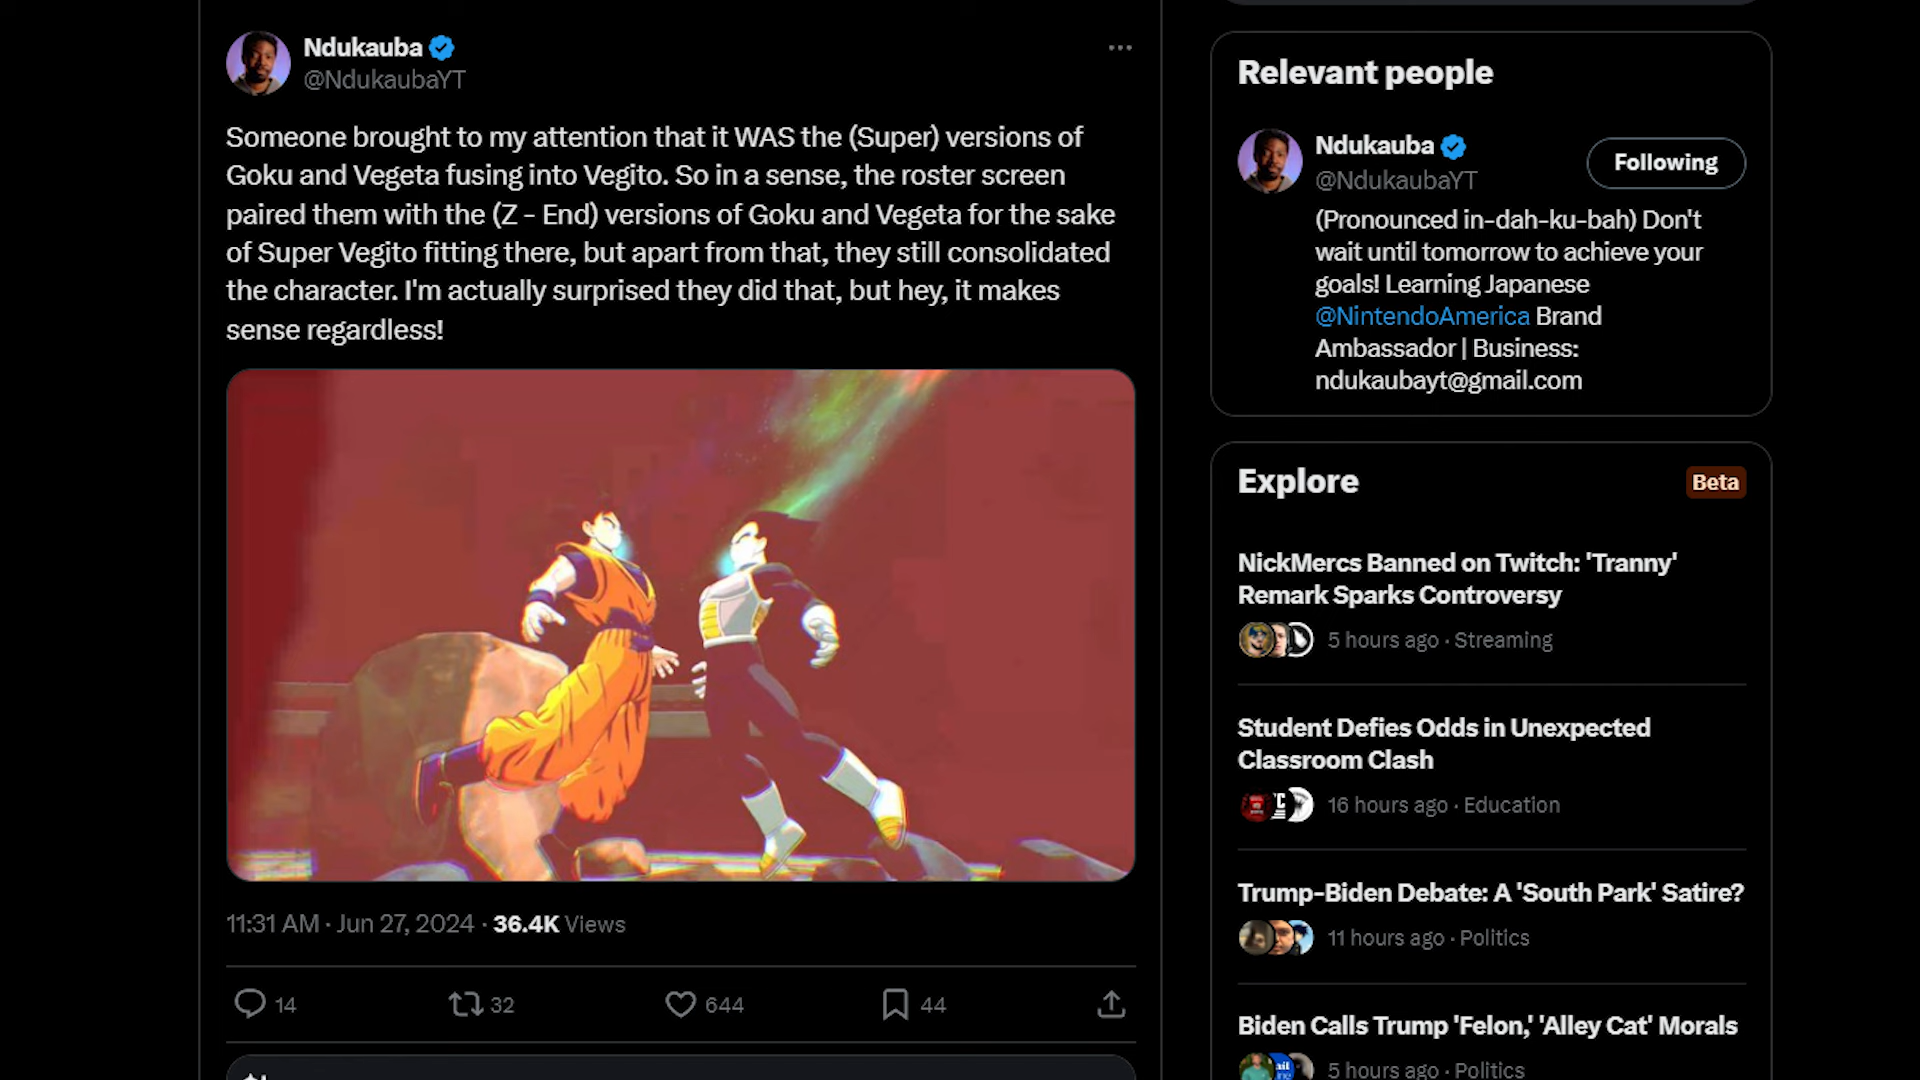 Ndukauba
@NdukaubaYT
Someone brought to my attention that it WAS the (Super) versions of
Goku and Vegeta fusing into Vegito. So in a sense, the roster screen
paired them with the (Z - End) versions of Goku and Vegeta for the sake
of Super Vegito fitting there, but apart from that, they still consolidated
the character. I'm actually surprised they did that, but hey, it makes
sense regardless!
11:31 AM · Jun 27, 2024 · 36.4K Views
14
32
644
44
Relevant people
Ndukauba
@NdukaubaYT
Following
(Pronounced in-dah-ku-bah) Don't
wait until tomorrow to achieve your
goals! Learning Japanese
@NintendoAmerica Brand
Ambassador | Business:
ndukaubayt@gmail.com
Explore
Beta
NickMercs Banned on Twitch: 'Tranny'
Remark Sparks Controversy
5 hours ago · Streaming
Student Defies Odds in Unexpected
Classroom Clash
16 hours ago · Education
Trump-Biden Debate: A 'South Park' Satire?
11 hours ago · Politics
Biden Calls Trump 'Felon,' 'Alley Cat' Morals
5 hours ago · Politics